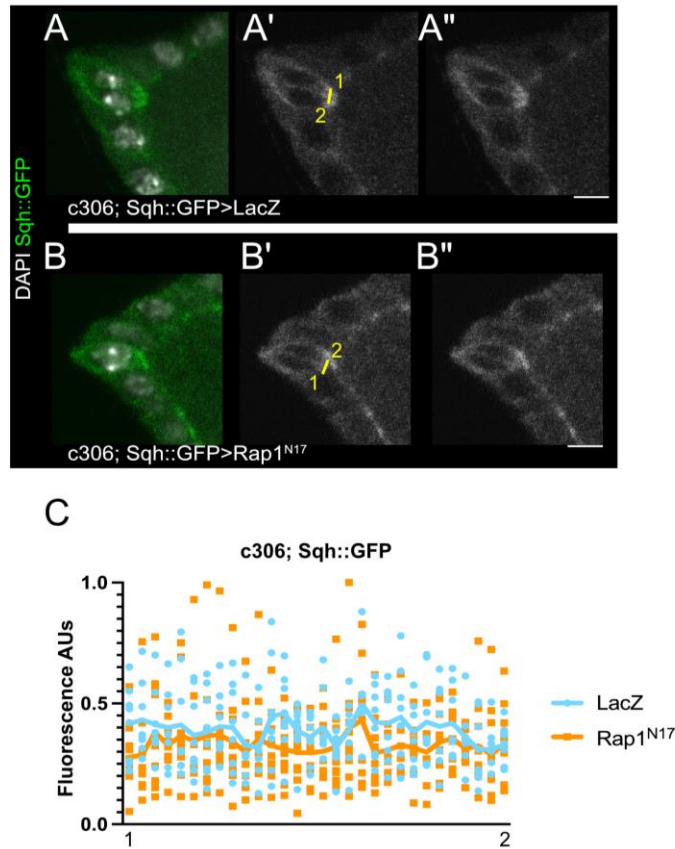 A A' A"
DAPI Sqh::GFP
1
2
c306; Sqh::GFP>LacZ
B B' B"
2
1
c306; Sqh::GFP>Rap1ᴺ¹⁷
C
c306; Sqh::GFP
Fluorescence AUs
1.0
0.5
0.0
1 2
LacZ
Rap1ᴺ¹⁷